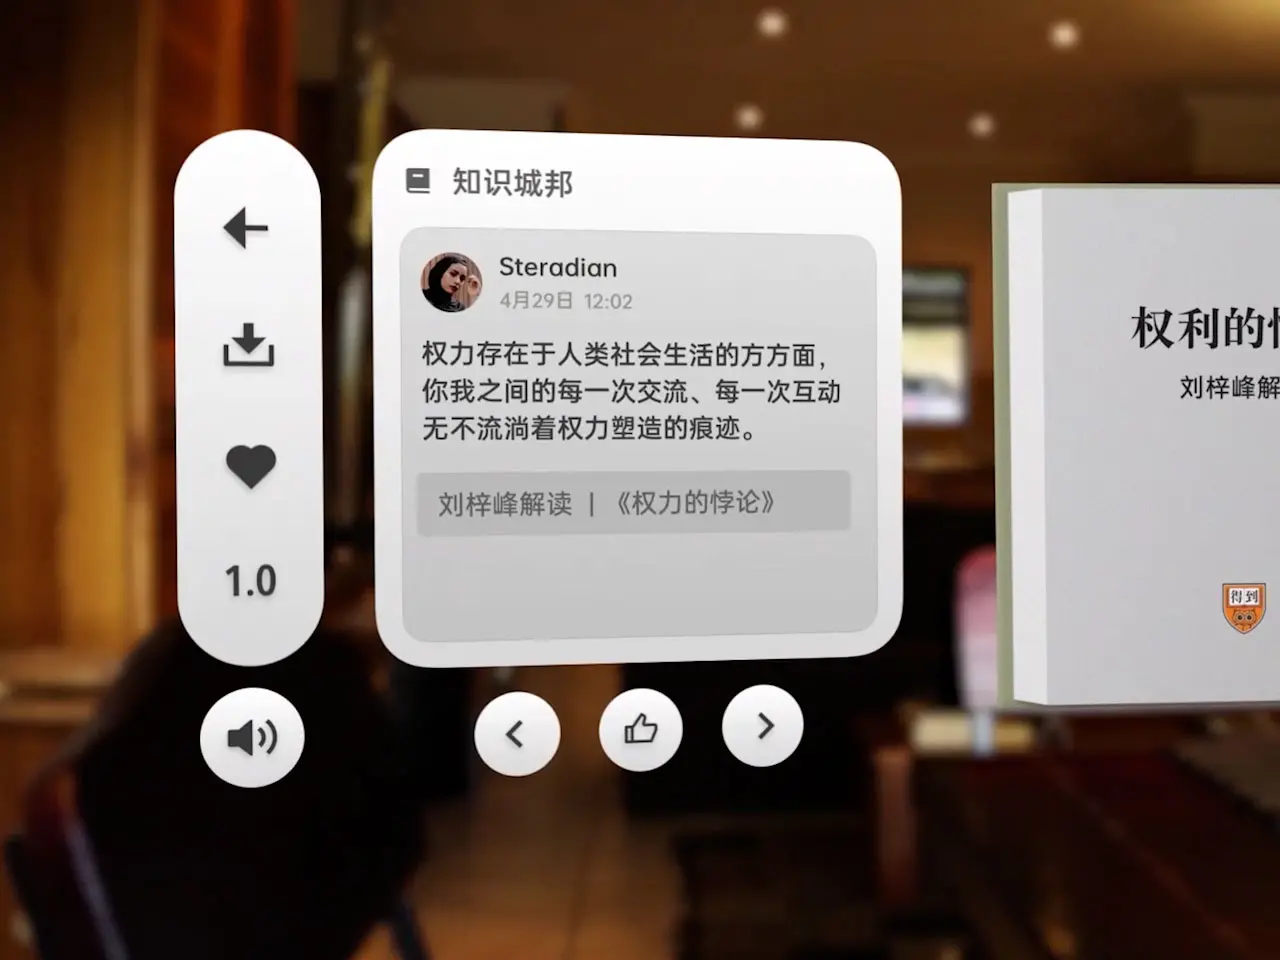 知识城邦
Steradian
4月29日 12:02
权力存在于人类社会生活的方方面，
你我之间的每一次交流、每一次互动
无不流淌着权力塑造的痕迹。
刘梓峰解读 | 《权力的悖论》
1.0
权利的
刘梓峰解
得到